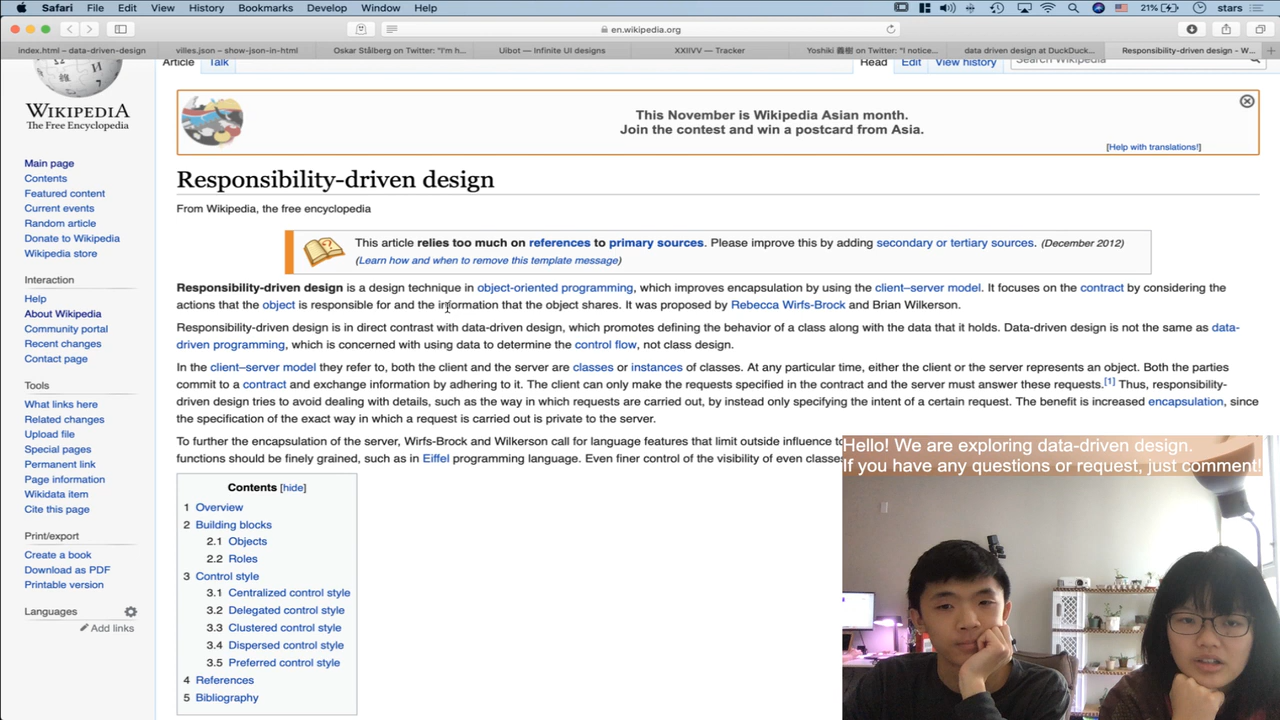 Safari File Edit View History Bookmarks Develop Window Help 21% stars
en.wikipedia.org
index.html – data-driven-design villes.json – show-json-in-html Oskar Stålberg on Twitter: "I'm h... Uibot — Infinite UI designs XXIIVV — Tracker Yoshiki 義樹 on Twitter: "I notice... data driven design at DuckDuck... Responsibility-driven design - W...
Article Talk Read Edit View history Search Wikipedia
WIKIPEDIA
The Free Encyclopedia
Main page
Contents
Featured content
Current events
Random article
Donate to Wikipedia
Wikipedia store
Interaction
Help
About Wikipedia
Community portal
Recent changes
Contact page
Tools
What links here
Related changes
Upload file
Special pages
Permanent link
Page information
Wikidata item
Cite this page
Print/export
Create a book
Download as PDF
Printable version
Languages
Add links
This November is Wikipedia Asian month.
Join the contest and win a postcard from Asia.
[Help with translations!]
Responsibility-driven design
From Wikipedia, the free encyclopedia
This article relies too much on references to primary sources. Please improve this by adding secondary or tertiary sources. (December 2012)
(Learn how and when to remove this template message)
Responsibility-driven design is a design technique in object-oriented programming, which improves encapsulation by using the client–server model. It focuses on the contract by considering the
actions that the object is responsible for and the information that the object shares. It was proposed by Rebecca Wirfs-Brock and Brian Wilkerson.
Responsibility-driven design is in direct contrast with data-driven design, which promotes defining the behavior of a class along with the data that it holds. Data-driven design is not the same as data-
driven programming, which is concerned with using data to determine the control flow, not class design.
In the client–server model they refer to, both the client and the server are classes or instances of classes. At any particular time, either the client or the server represents an object. Both the parties
commit to a contract and exchange information by adhering to it. The client can only make the requests specified in the contract and the server must answer these requests.[1] Thus, responsibility-
driven design tries to avoid dealing with details, such as the way in which requests are carried out, by instead only specifying the intent of a certain request. The benefit is increased encapsulation, since
the specification of the exact way in which a request is carried out is private to the server.
To further the encapsulation of the server, Wirfs-Brock and Wilkerson call for language features that limit outside influence to
functions should be finely grained, such as in Eiffel programming language. Even finer control of the visibility of even classe
Contents [hide]
1 Overview
2 Building blocks
2.1 Objects
2.2 Roles
3 Control style
3.1 Centralized control style
3.2 Delegated control style
3.3 Clustered control style
3.4 Dispersed control style
3.5 Preferred control style
4 References
5 Bibliography
Hello! We are exploring data-driven design.
If you have any questions or request, just comment!